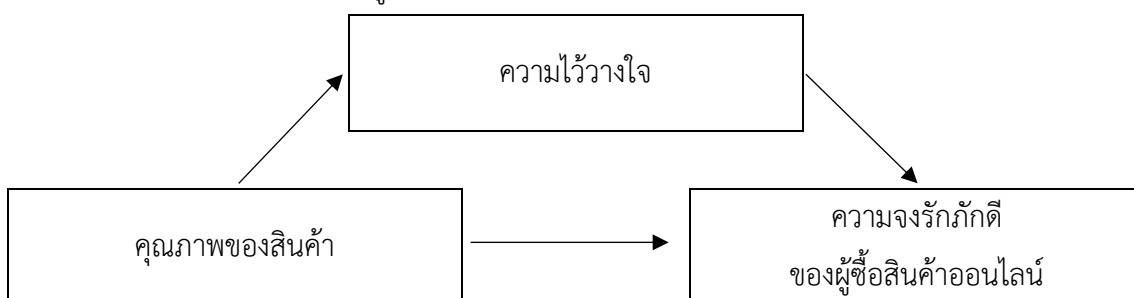 ความไว้วางใจ
คุณภาพของสินค้า
ความจงรักภักดี
ของผู้ซื้อสินค้าออนไลน์